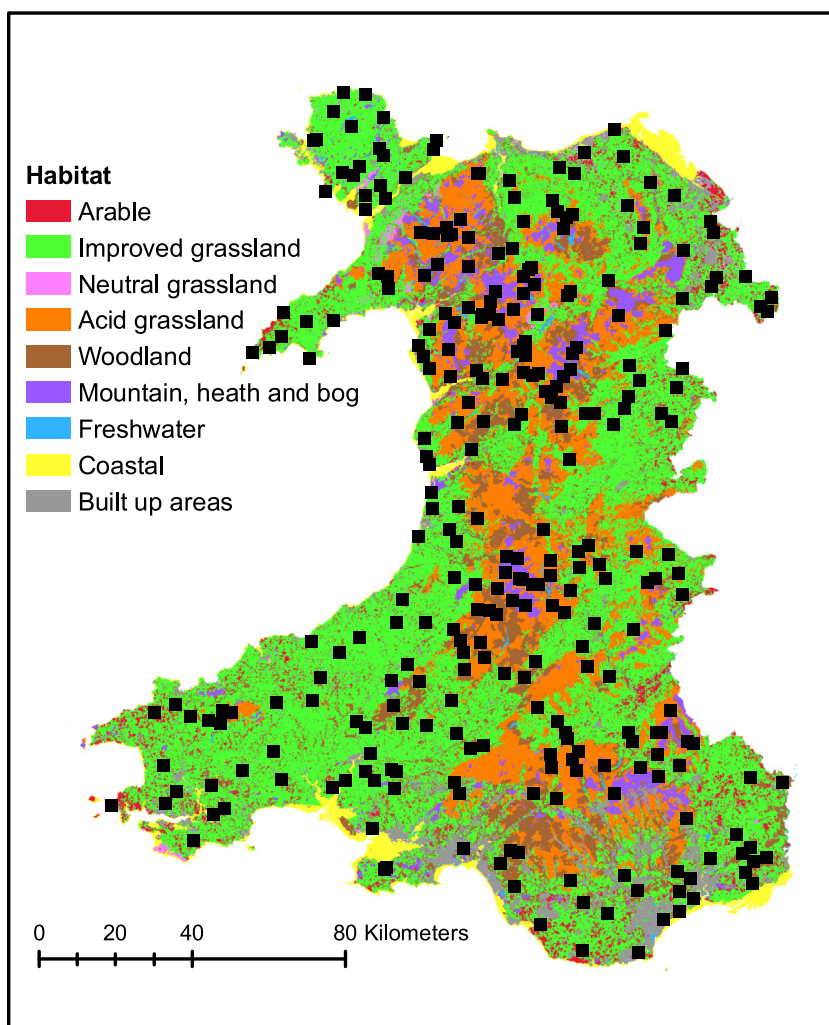 Habitat
Arable
Improved grassland
Neutral grassland
Acid grassland
Woodland
Mountain, heath and bog
Freshwater
Coastal
Built up areas
0 20 40 80 Kilometers